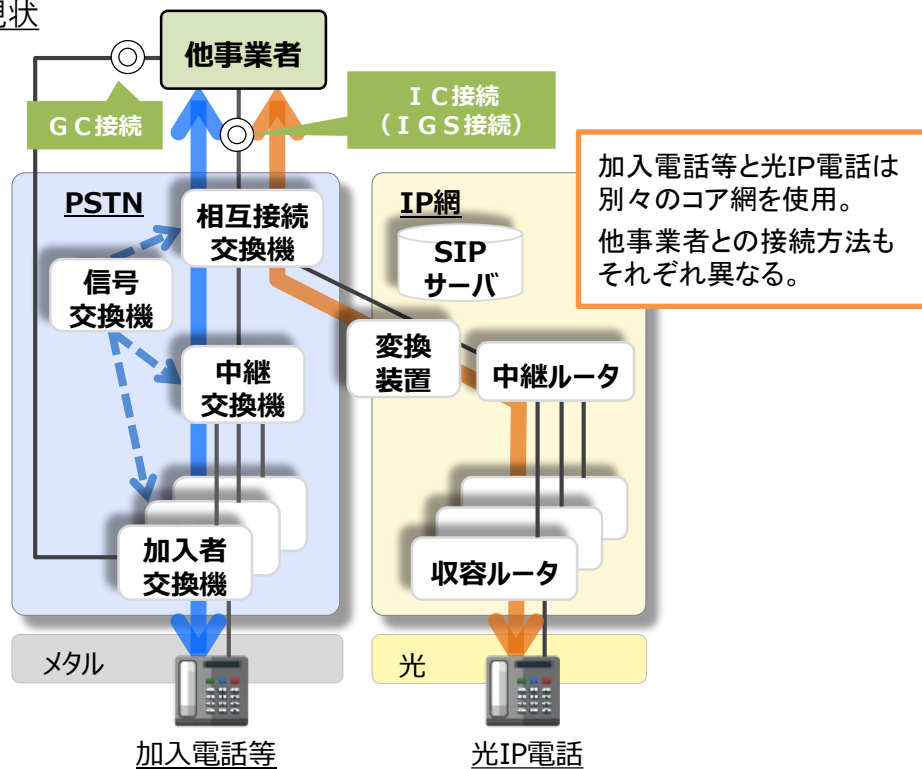 現状
他事業者
GC接続
IC接続
(IGS接続)
加入電話等と光IP電話は
別々のコア網を使用。
他事業者との接続方法も
それぞれ異なる。
PSTN
相互接続
交換機
信号
交換機
中継
交換機
加入者
交換機
IP網
SIP
サーバ
変換
装置
中継ルータ
収容ルータ
メタル
光
加入電話等
光IP電話